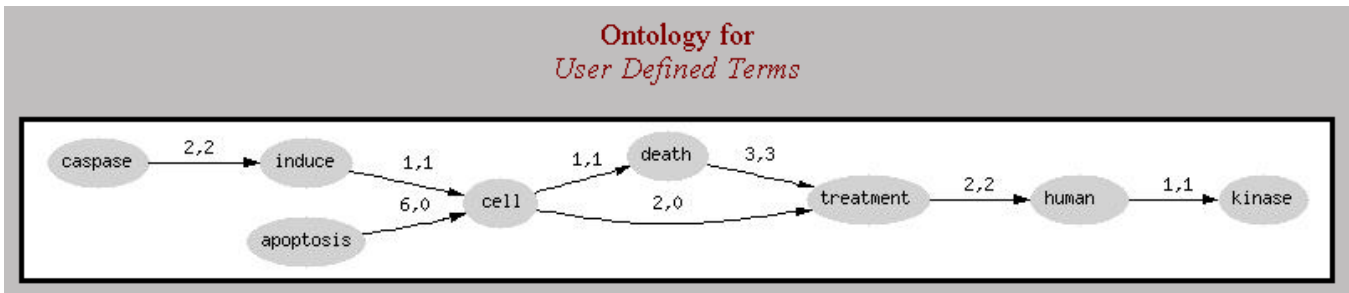 Ontology for
User Defined Terms
caspase
2,2
induce
1,1
apoptosis
6,0
cell
1,1
death
3,3
2,0
treatment
2,2
human
1,1
kinase